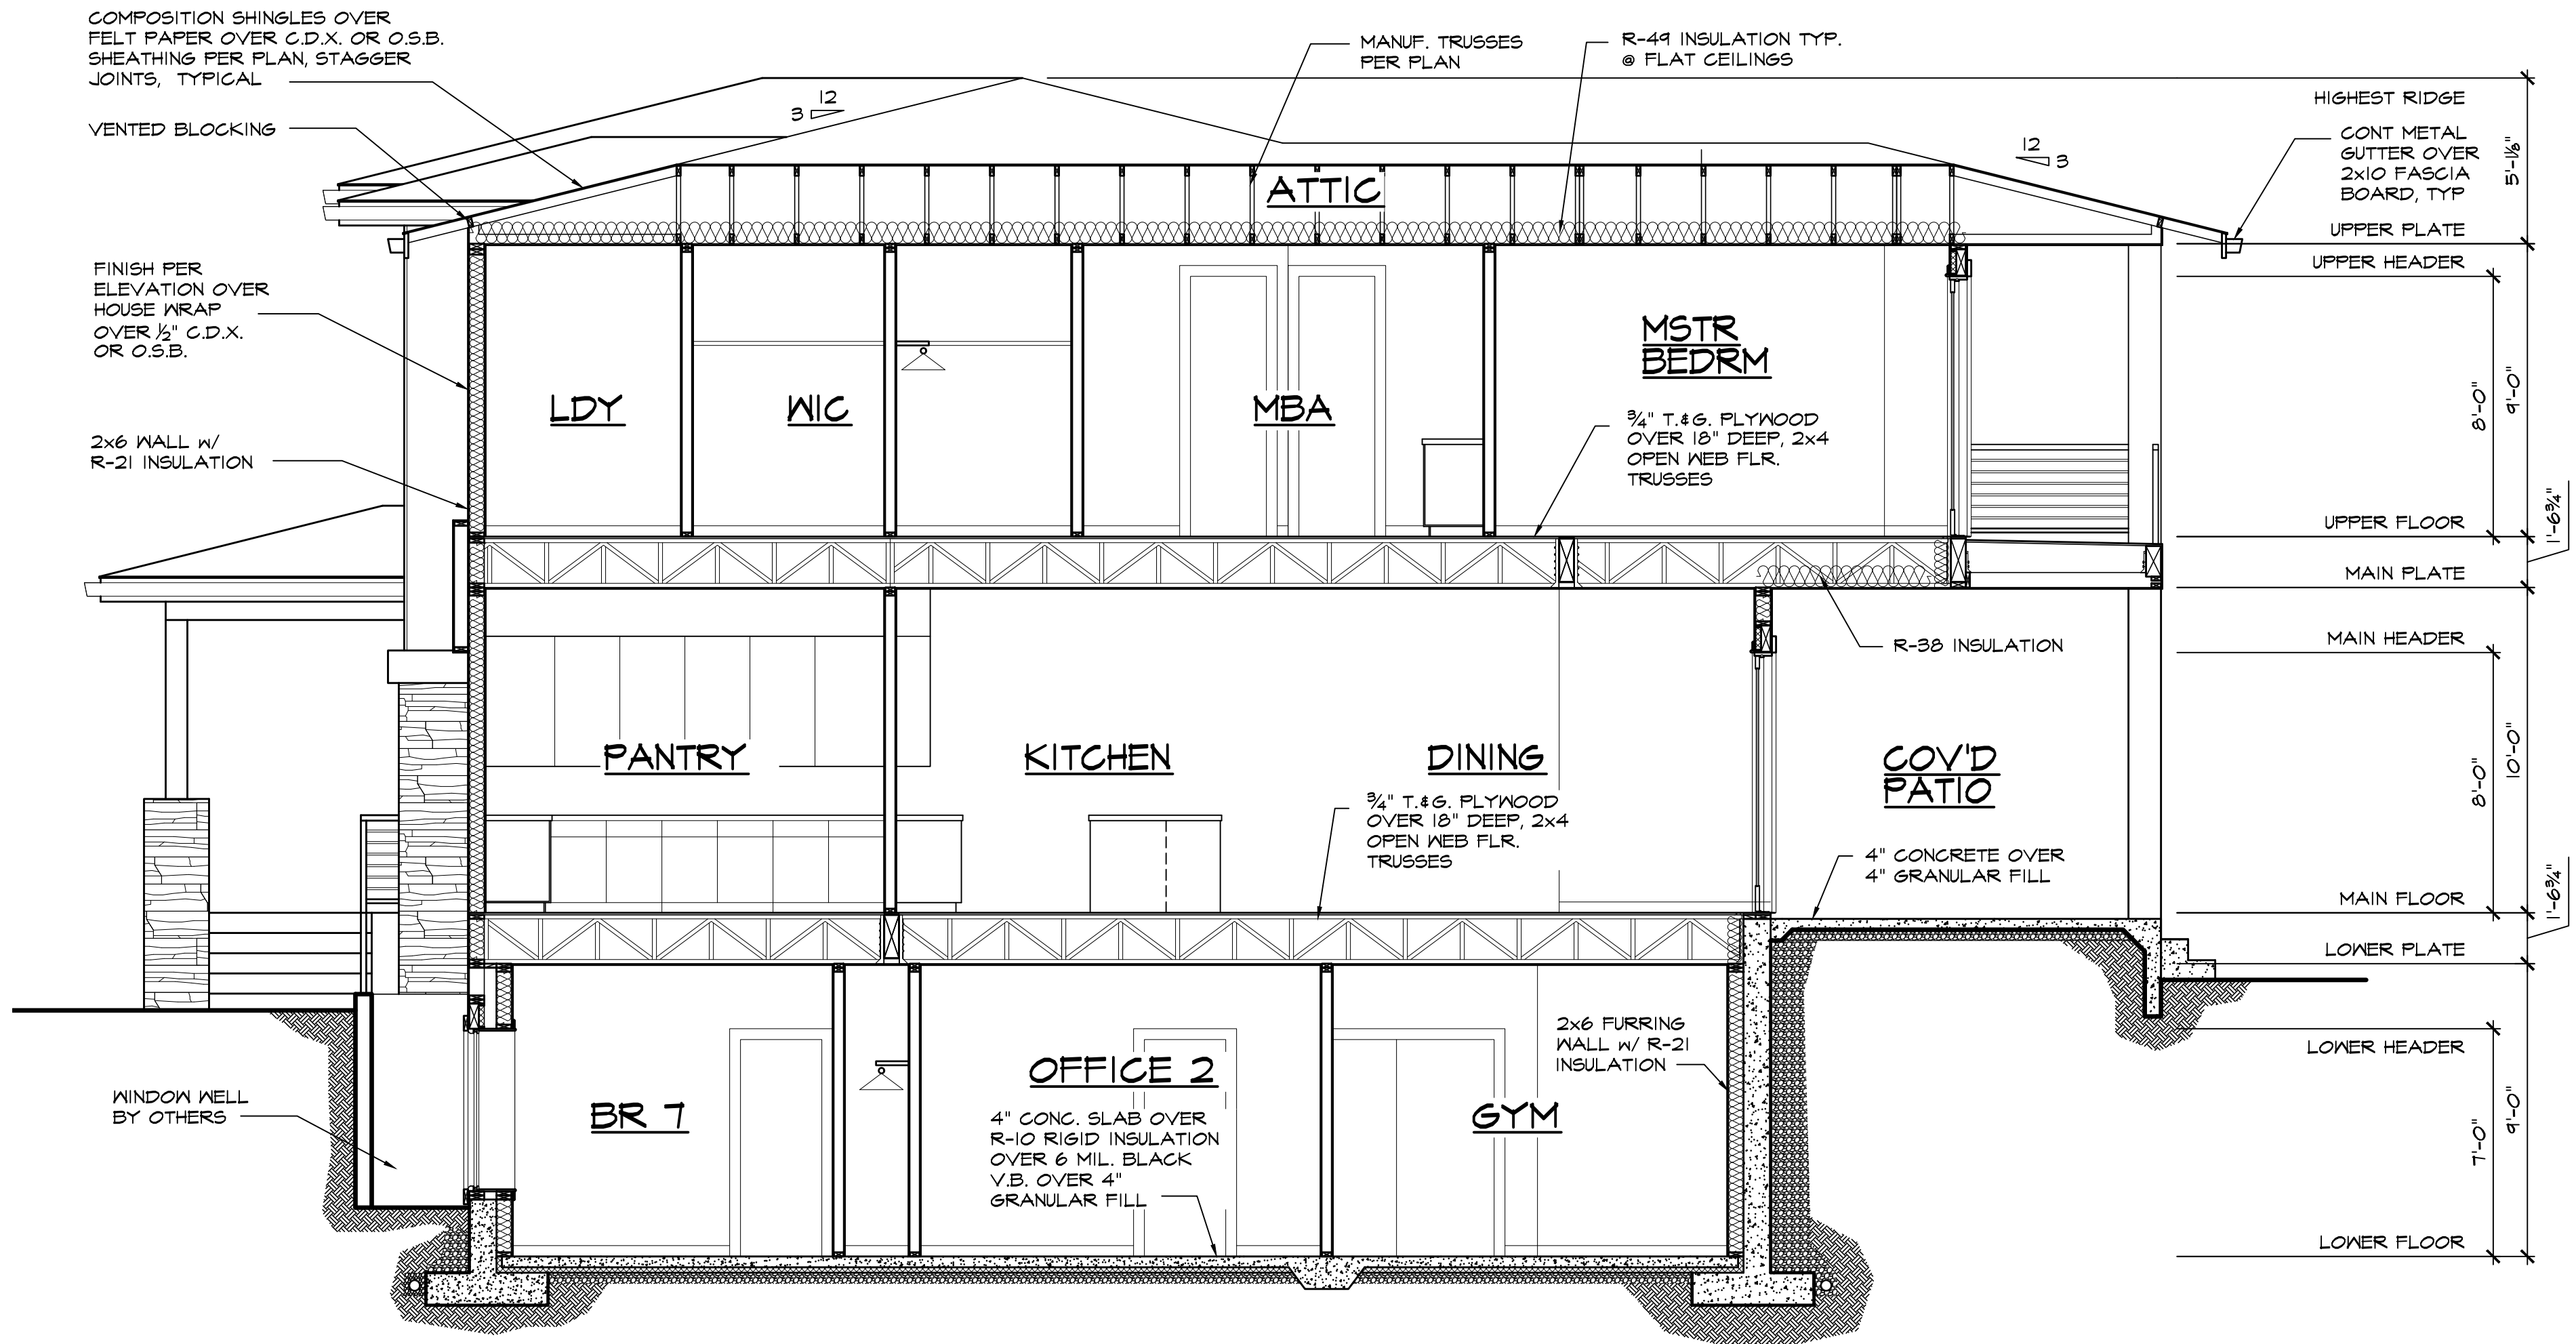 COMPOSITION SHINGLES OVER
FELT PAPER OVER C.D.X. OR O.S.B.
SHEATHING PER PLAN, STAGGER
JOINTS, TYPICAL
VENTED BLOCKING
FINISH PER
ELEVATION OVER
HOUSE WRAP
OVER ½" C.D.X.
OR O.S.B.
2x6 WALL w/
R-21 INSULATION
WINDOW WELL
BY OTHERS
12
3
MANUF. TRUSSES
PER PLAN
R-49 INSULATION TYP.
@ FLAT CEILINGS
12
3
ATTIC
LDY
WIC
MBA
MSTR
BEDRM
¾" T.&G. PLYWOOD
OVER 18" DEEP, 2x4
OPEN WEB FLR.
TRUSSES
R-38 INSULATION
PANTRY
KITCHEN
DINING
COV'D
PATIO
¾" T.&G. PLYWOOD
OVER 18" DEEP, 2x4
OPEN WEB FLR.
TRUSSES
4" CONCRETE OVER
4" GRANULAR FILL
BR 7
OFFICE 2
GYM
4" CONC. SLAB OVER
R-10 RIGID INSULATION
OVER 6 MIL. BLACK
V.B. OVER 4"
GRANULAR FILL
2x6 FURRING
WALL w/ R-21
INSULATION
HIGHEST RIDGE
CONT METAL
GUTTER OVER
2x10 FASCIA
BOARD, TYP
UPPER PLATE
UPPER HEADER
UPPER FLOOR
MAIN PLATE
MAIN HEADER
MAIN FLOOR
LOWER PLATE
LOWER HEADER
LOWER FLOOR
5'-1⅛"
8'-0"
9'-0"
1'-6¾"
8'-0"
10'-0"
1'-6¾"
7'-0"
9'-0"